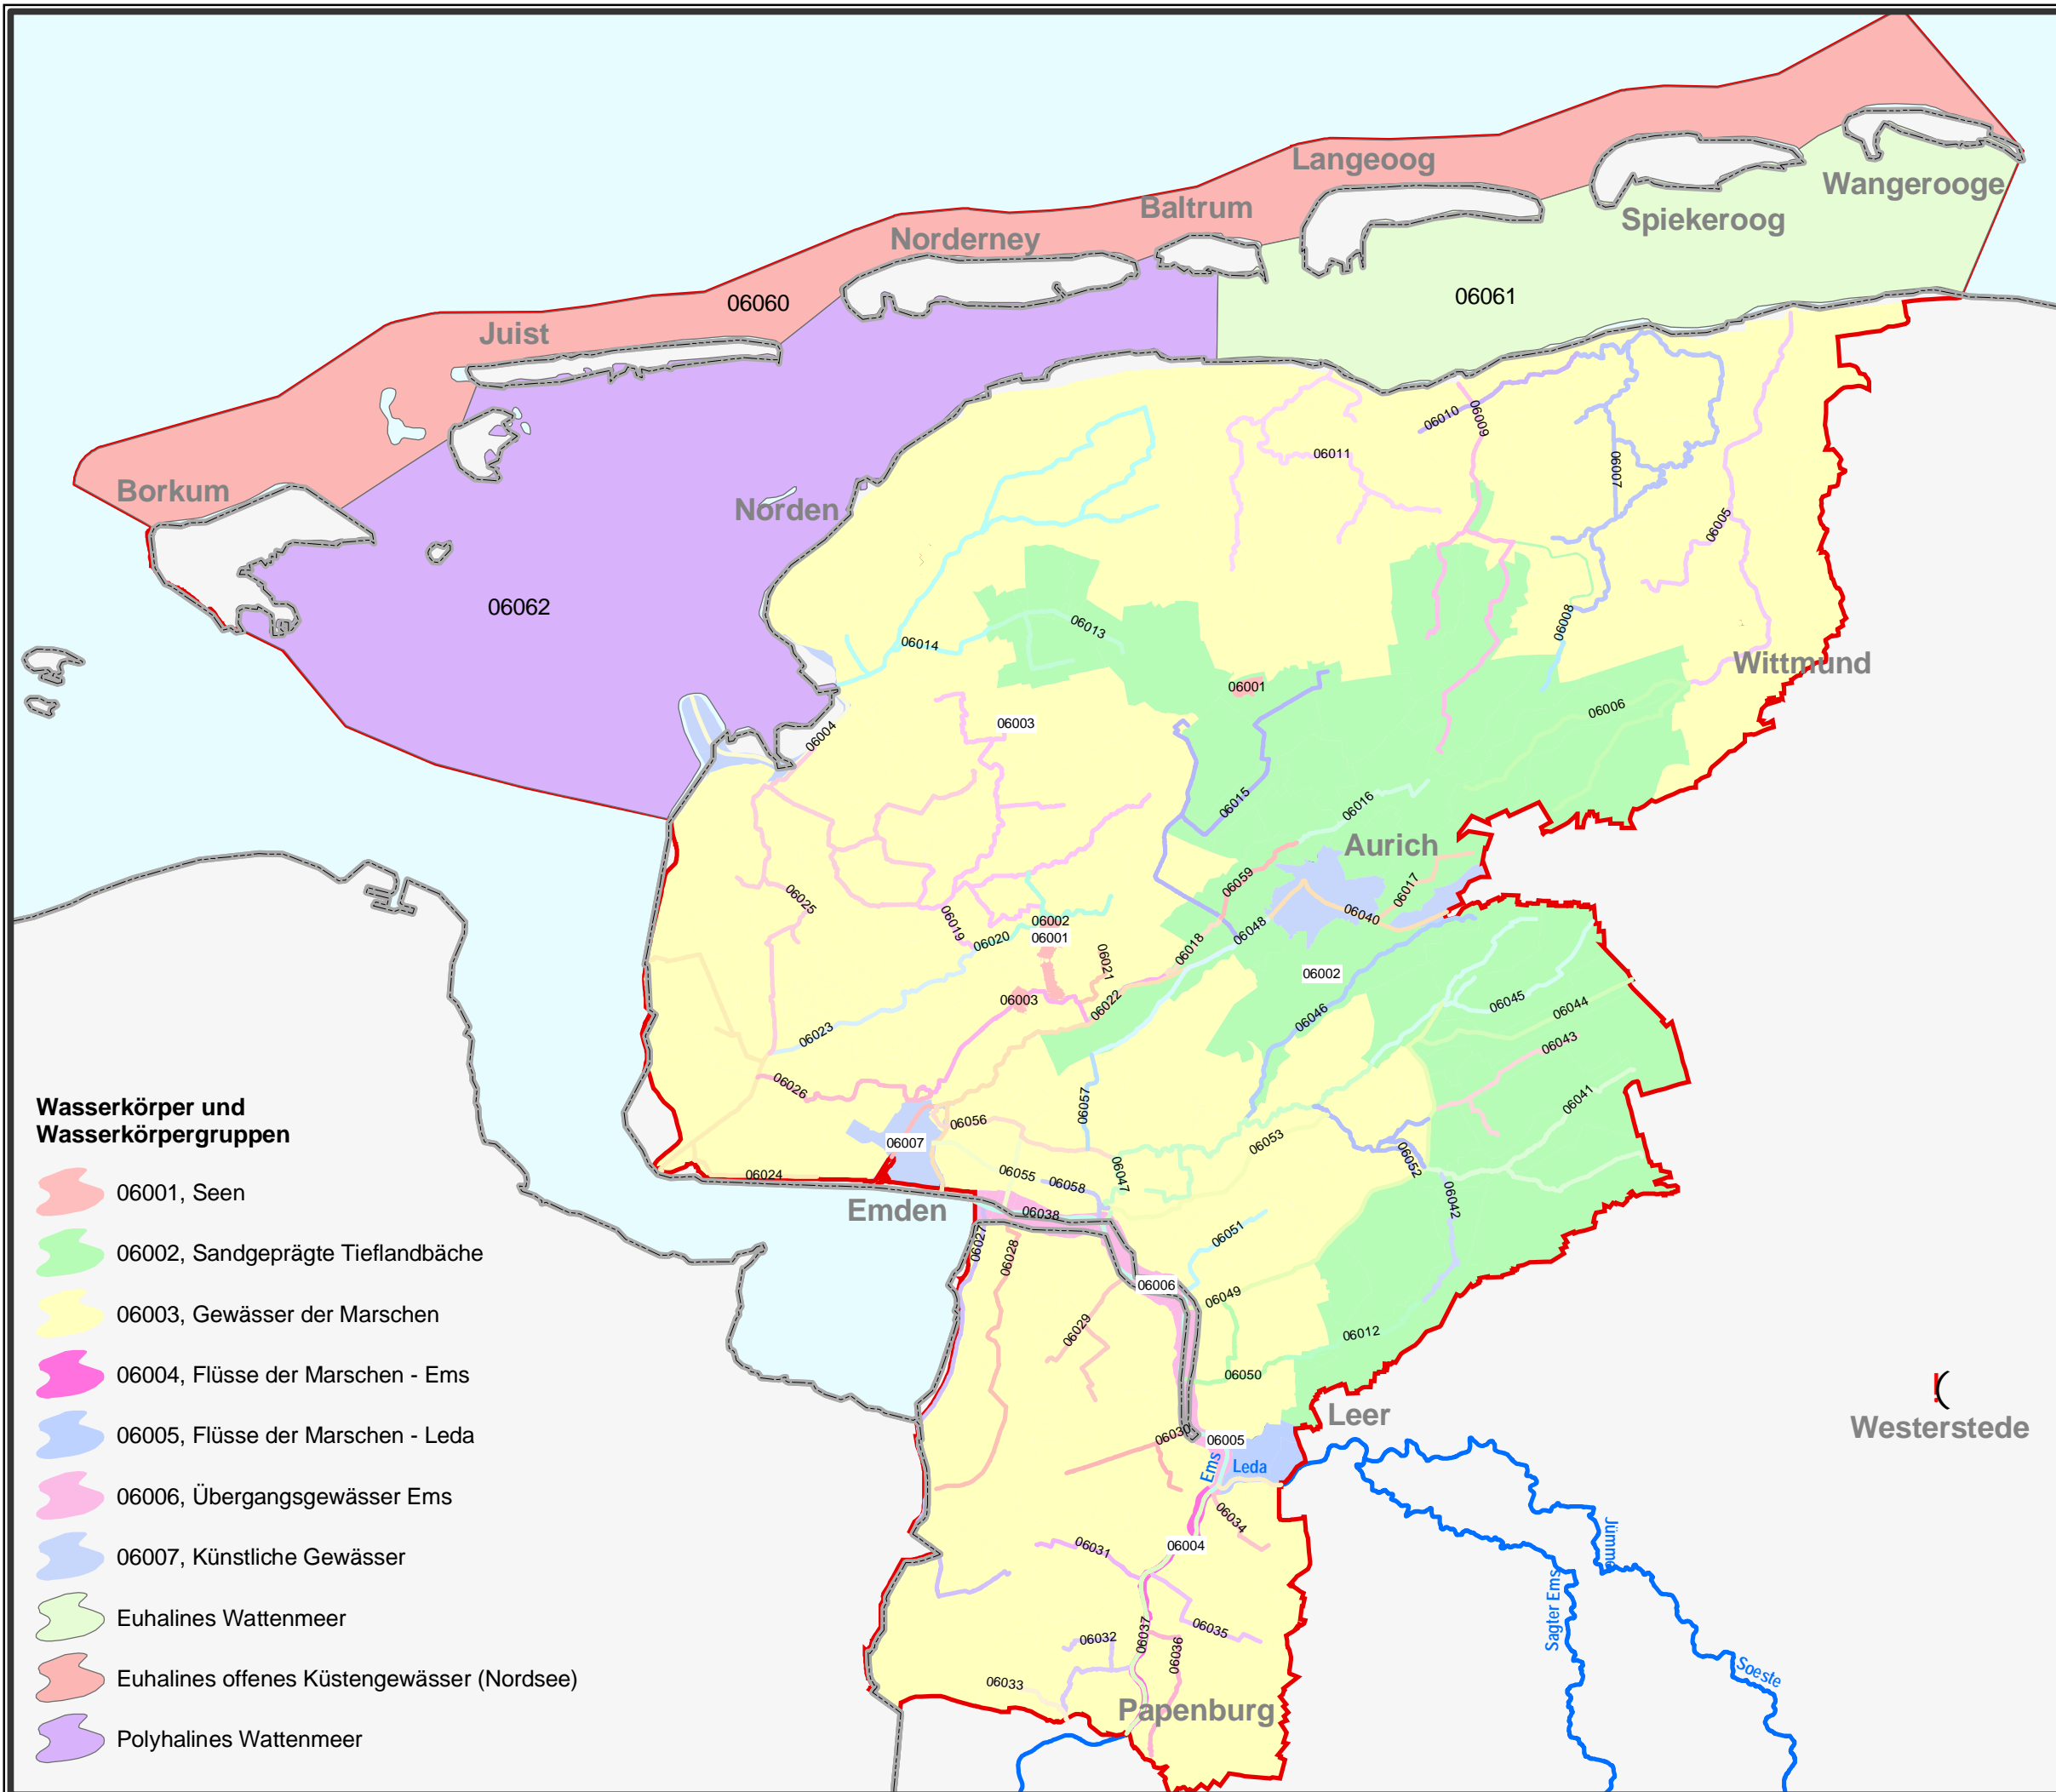 Langeoog
Wangerooge
Baltrum
Spiekeroog
Norderney
06061
06060
Juist
06010
06009
06011
06007
Borkum
Norden
06005
06062
06008
06013
06014
Wittmund
06001
06006
06003
06004
06015
06016
Aurich
06059
06017
06025
06040
06019
06002
06020
06001
06048
06018
06021
06002
06003
06022
06045
06044
06046
06023
06043
06026
06057
06041
06056
06007
06053
06052
06024
06055
06058
06047
06042
Emden
06038
06027
06028
06051
06006
06049
06029
06012
06050
Leer
Westerstede
06030
06005
Ems
Leda
06034
06004
06031
Jümme
Sagter Ems
06037
06035
06032
06036
06033
Soeste
Papenburg
Wasserkörper und
Wasserkörpergruppen
06001, Seen
06002, Sandgeprägte Tieflandbäche
06003, Gewässer der Marschen
06004, Flüsse der Marschen - Ems
06005, Flüsse der Marschen - Leda
06006, Übergangsgewässer Ems
06007, Künstliche Gewässer
Euhalines Wattenmeer
Euhalines offenes Küstengewässer (Nordsee)
Polyhalines Wattenmeer